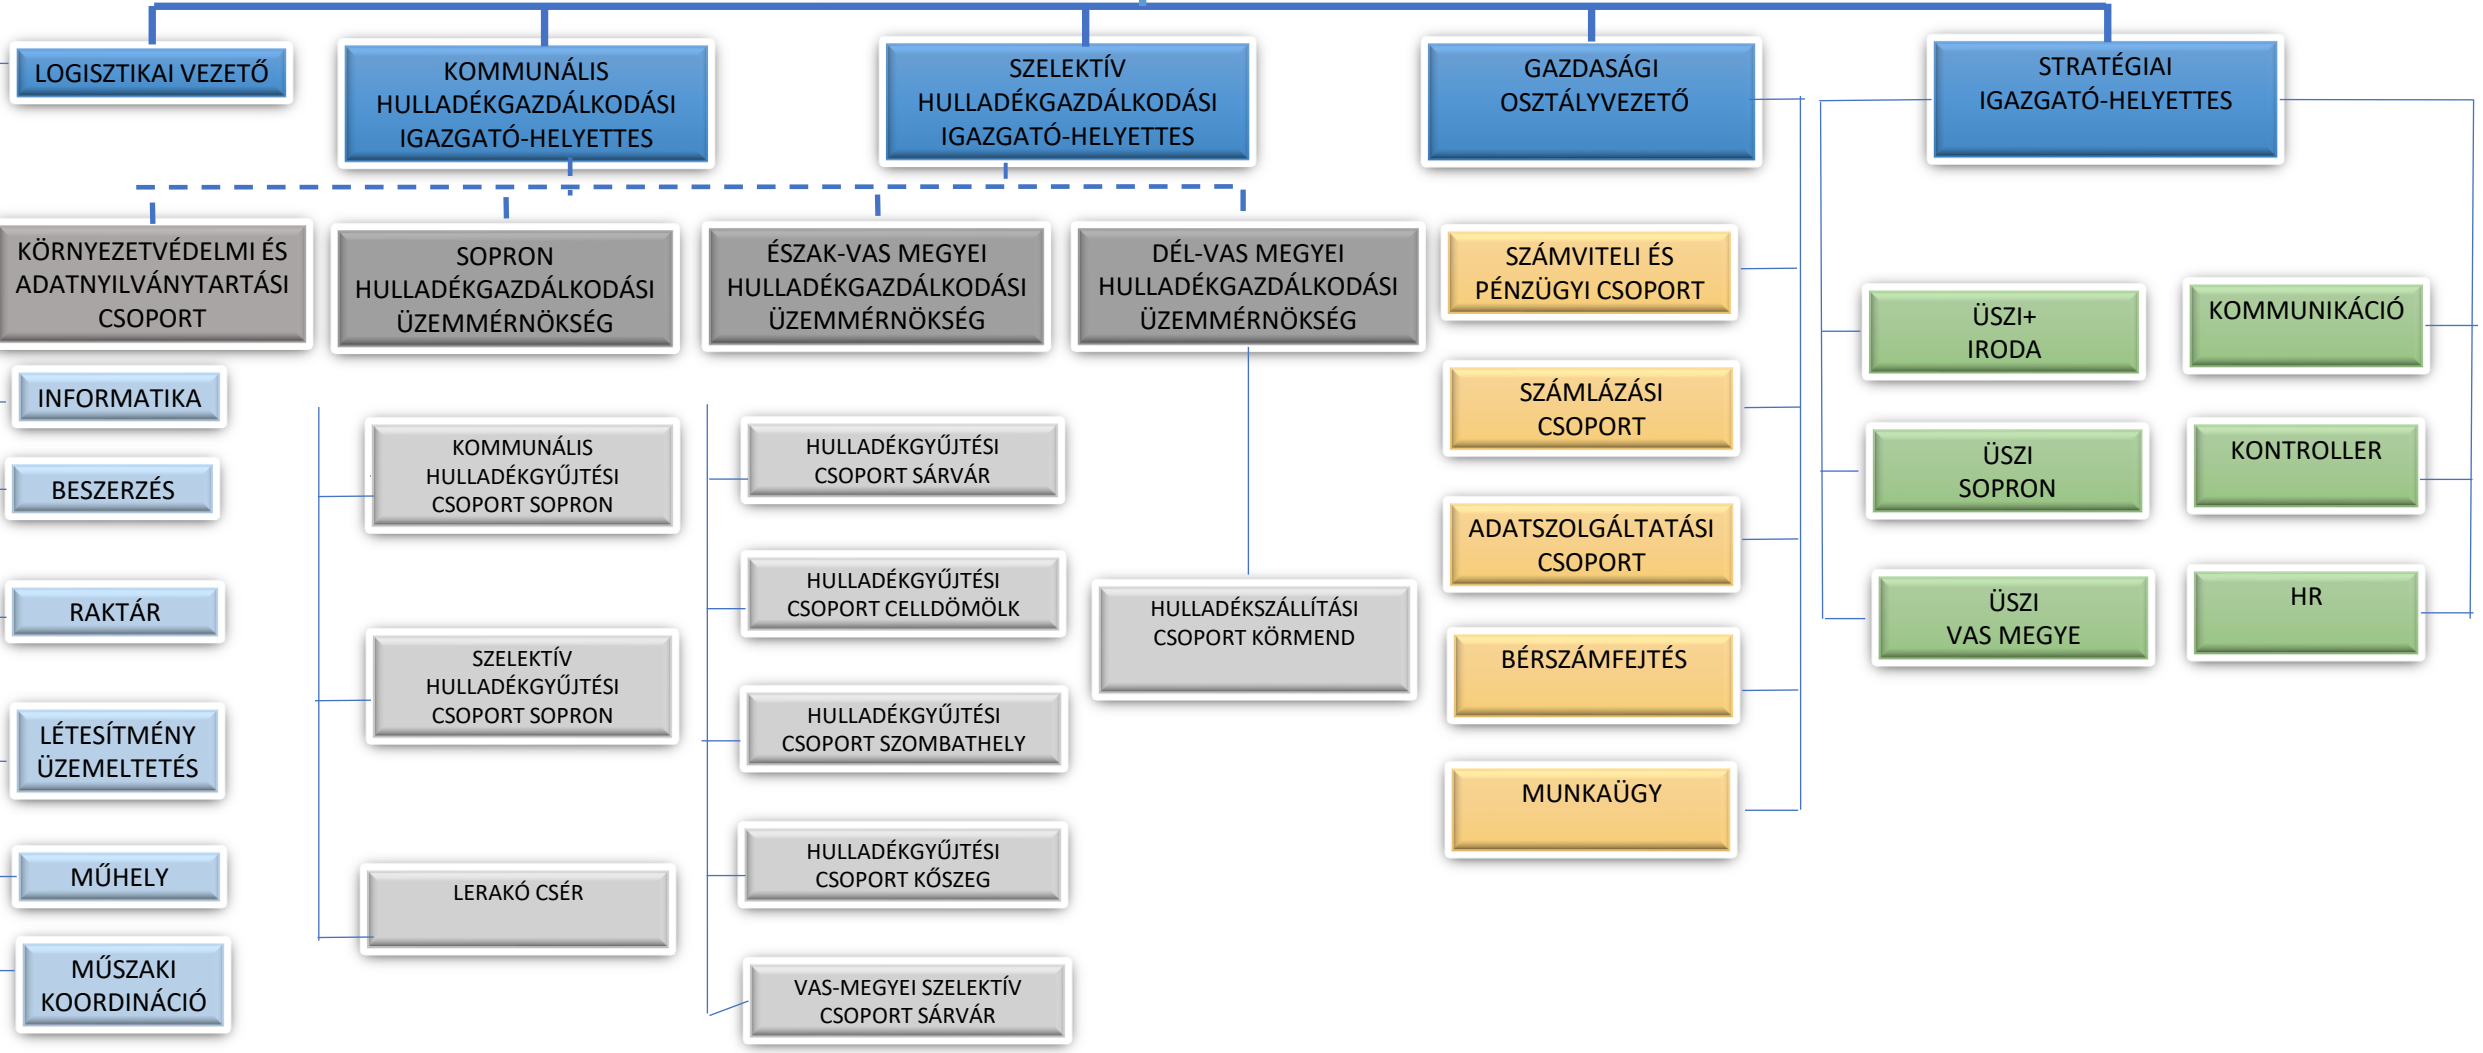 LOGISZTIKAI VEZETŐ
KOMMUNÁLIS
HULLADÉKGAZDÁLKODÁSI
IGAZGATÓ-HELYETTES
SZELEKTÍV
HULLADÉKGAZDÁLKODÁSI
IGAZGATÓ-HELYETTES
GAZDASÁGI
OSZTÁLYVEZETŐ
STRATÉGIAI
IGAZGATÓ-HELYETTES
KÖRNYEZETVÉDELMI ÉS
ADATNYILVÁNYTARTÁSI
CSOPORT
SOPRON
HULLADÉKGAZDÁLKODÁSI
ÜZEMMÉRNÖKSÉG
ÉSZAK-VAS MEGYEI
HULLADÉKGAZDÁLKODÁSI
ÜZEMMÉRNÖKSÉG
DÉL-VAS MEGYEI
HULLADÉKGAZDÁLKODÁSI
ÜZEMMÉRNÖKSÉG
INFORMATIKA
BESZERZÉS
RAKTÁR
LÉTESÍTMÉNY
ÜZEMELTETÉS
MŰHELY
MŰSZAKI
KOORDINÁCIÓ
KOMMUNÁLIS
HULLADÉKGYŰJTÉSI
CSOPORT SOPRON
SZELEKTÍV
HULLADÉKGYŰJTÉSI
CSOPORT SOPRON
LERAKÓ CSÉR
HULLADÉKGYŰJTÉSI
CSOPORT SÁRVÁR
HULLADÉKGYŰJTÉSI
CSOPORT CELLDÖMÖLK
HULLADÉKGYŰJTÉSI
CSOPORT SZOMBATHELY
HULLADÉKGYŰJTÉSI
CSOPORT KŐSZEG
VAS-MEGYEI SZELEKTÍV
CSOPORT SÁRVÁR
HULLADÉKSZÁLLÍTÁSI
CSOPORT KÖRMEND
SZÁMVITELI ÉS
PÉNZÜGYI CSOPORT
SZÁMLÁZÁSI
CSOPORT
ADATSZOLGÁLTATÁSI
CSOPORT
BÉRSZÁMFEJTÉS
MUNKAÜGY
ÜSZI+
IRODA
ÜSZI
SOPRON
ÜSZI
VAS MEGYE
KOMMUNIKÁCIÓ
KONTROLLER
HR